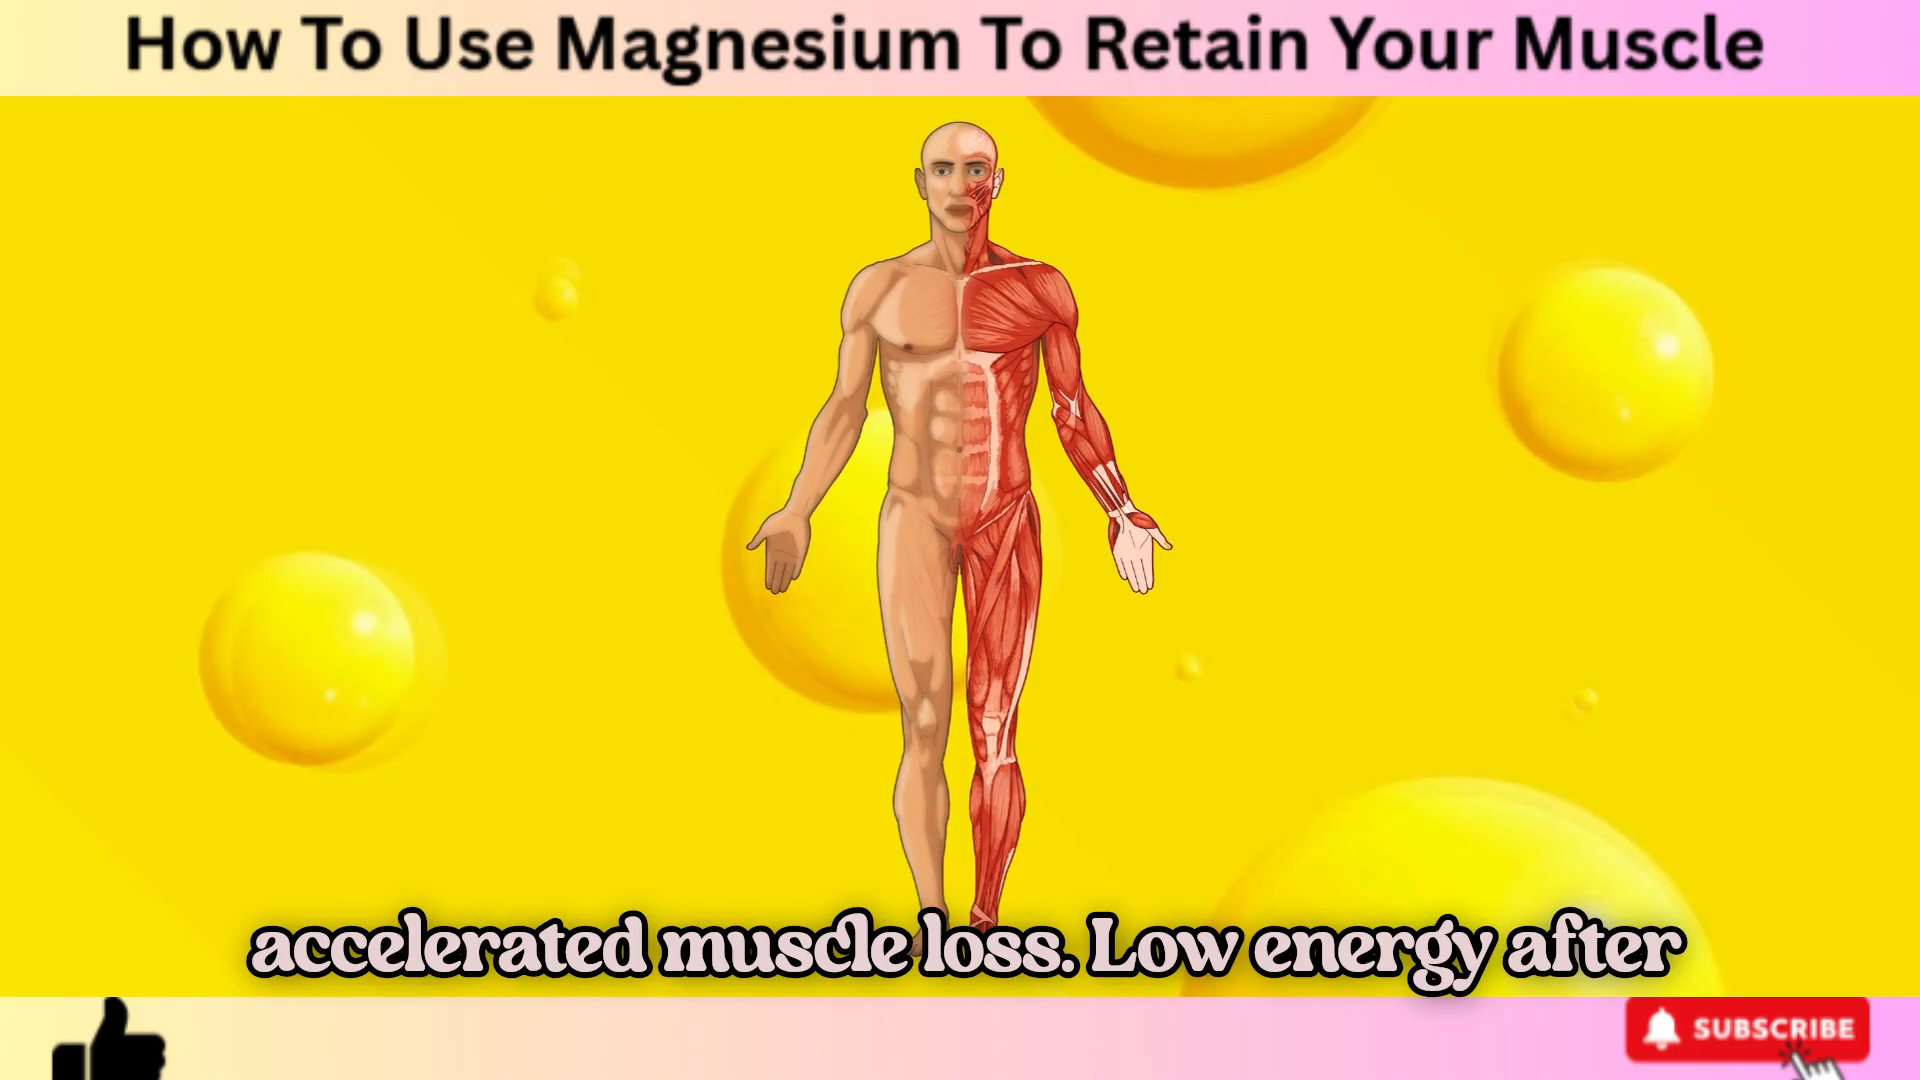 How To Use Magnesium To Retain Your Muscle
accelerated muscle loss. Low energy after
SUBSCRIBE